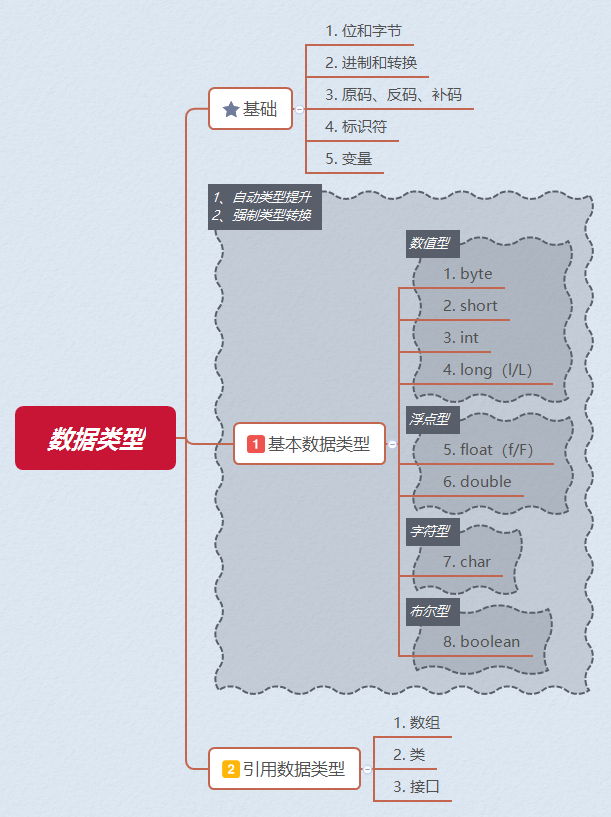 数据类型
基础
1. 位和字节
2. 进制和转换
3. 原码、反码、补码
4. 标识符
5. 变量
1、自动类型提升
2、强制类型转换
1 基本数据类型
数值型
1. byte
2. short
3. int
4. long（l/L）
浮点型
5. float（f/F）
6. double
字符型
7. char
布尔型
8. boolean
2 引用数据类型
1. 数组
2. 类
3. 接口